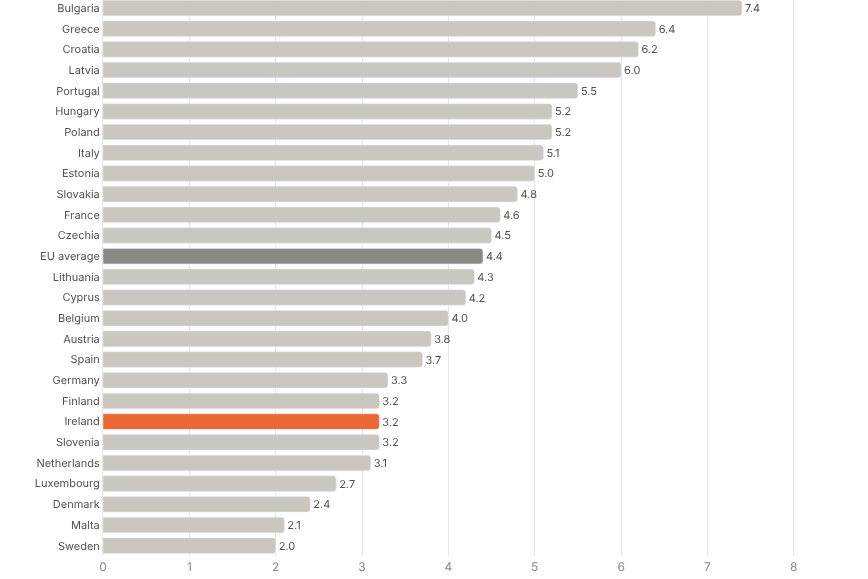 Bulgaria 7.4
Greece 6.4
Croatia 6.2
Latvia 6.0
Portugal 5.5
Hungary 5.2
Poland 5.2
Italy 5.1
Estonia 5.0
Slovakia 4.8
France 4.6
Czechia 4.5
EU average 4.4
Lithuania 4.3
Cyprus 4.2
Belgium 4.0
Austria 3.8
Spain 3.7
Germany 3.3
Finland 3.2
Ireland 3.2
Slovenia 3.2
Netherlands 3.1
Luxembourg 2.7
Denmark 2.4
Malta 2.1
Sweden 2.0
0 1 2 3 4 5 6 7 8